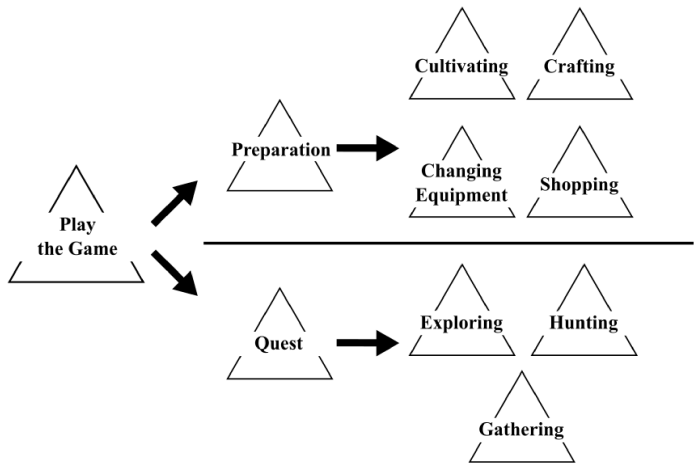 Cultivating
Crafting
Preparation
Changing
Equipment
Shopping
Play
the Game
Quest
Exploring
Hunting
Gathering